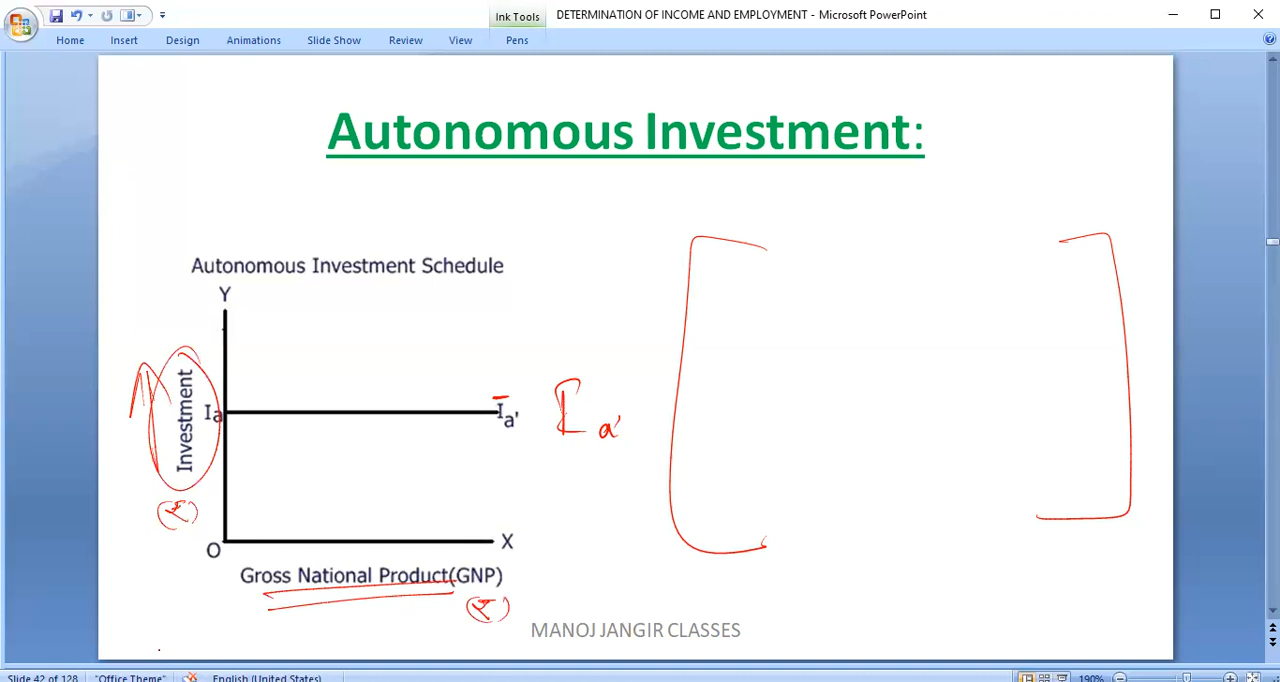 Ink Tools
DETERMINATION OF INCOME AND EMPLOYMENT - Microsoft PowerPoint
Home Insert Design Animations Slide Show Review View Pens
Autonomous Investment:
Autonomous Investment Schedule
Y
Investment
Ia
Ia'
Ia'
(₹)
O
X
Gross National Product(GNP)
(₹)
MANOJ JANGIR CLASSES
Slide 42 of 128 "Office Theme" English (United States) 190%